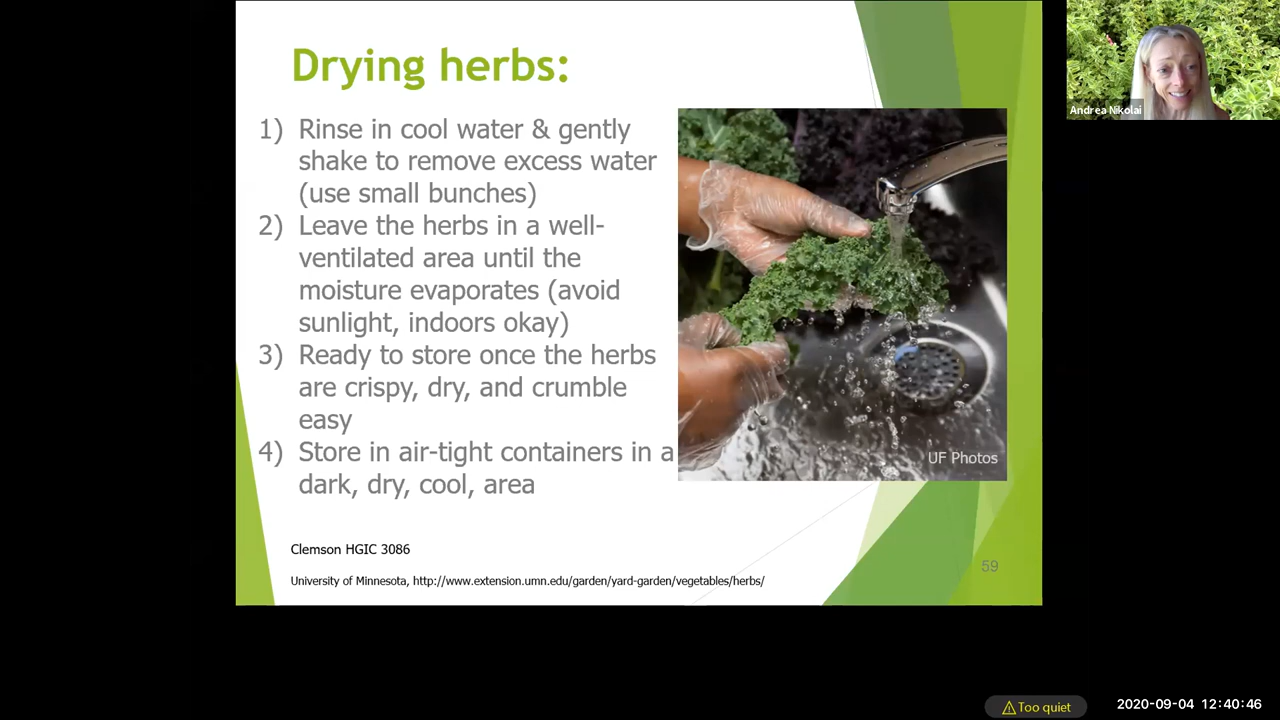 Drying herbs:
1) Rinse in cool water & gently
shake to remove excess water
(use small bunches)
2) Leave the herbs in a well-
ventilated area until the
moisture evaporates (avoid
sunlight, indoors okay)
3) Ready to store once the herbs
are crispy, dry, and crumble
easy
4) Store in air-tight containers in a
dark, dry, cool, area
UF Photos
Clemson HGIC 3086
University of Minnesota, http://www.extension.umn.edu/garden/yard-garden/vegetables/herbs/
59
Andrea Nikolai
Too quiet
2020-09-04 12:40:46